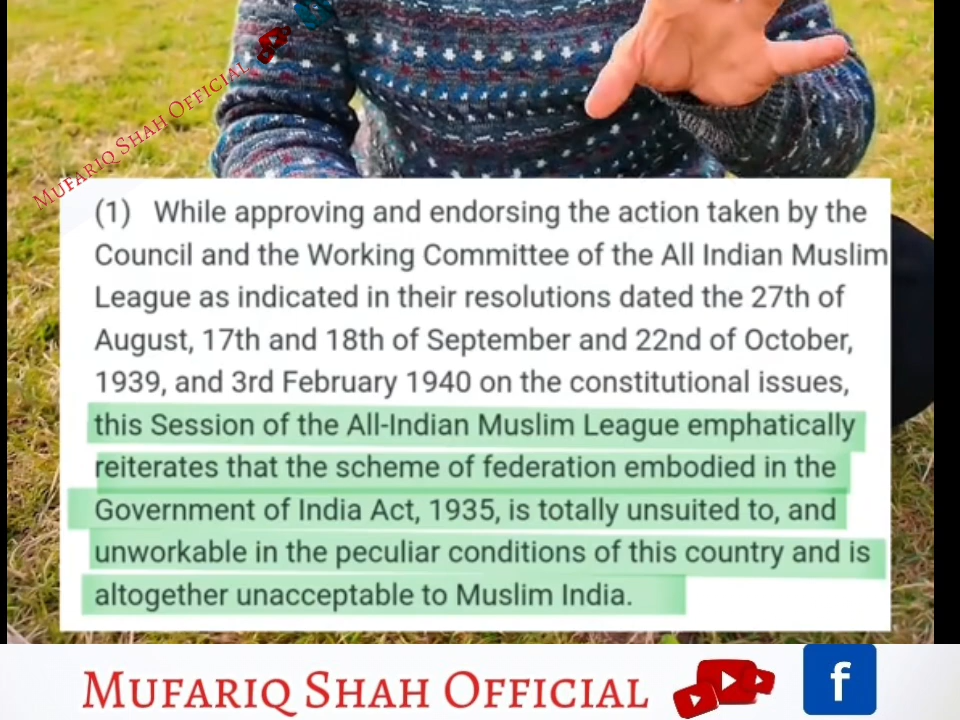 MUFARIQ SHAH OFFICIAL
(1) While approving and endorsing the action taken by the
Council and the Working Committee of the All Indian Muslim
League as indicated in their resolutions dated the 27th of
August, 17th and 18th of September and 22nd of October,
1939, and 3rd February 1940 on the constitutional issues,
this Session of the All-Indian Muslim League emphatically
reiterates that the scheme of federation embodied in the
Government of India Act, 1935, is totally unsuited to, and
unworkable in the peculiar conditions of this country and is
altogether unacceptable to Muslim India.
MUFARIQ SHAH OFFICIAL
f